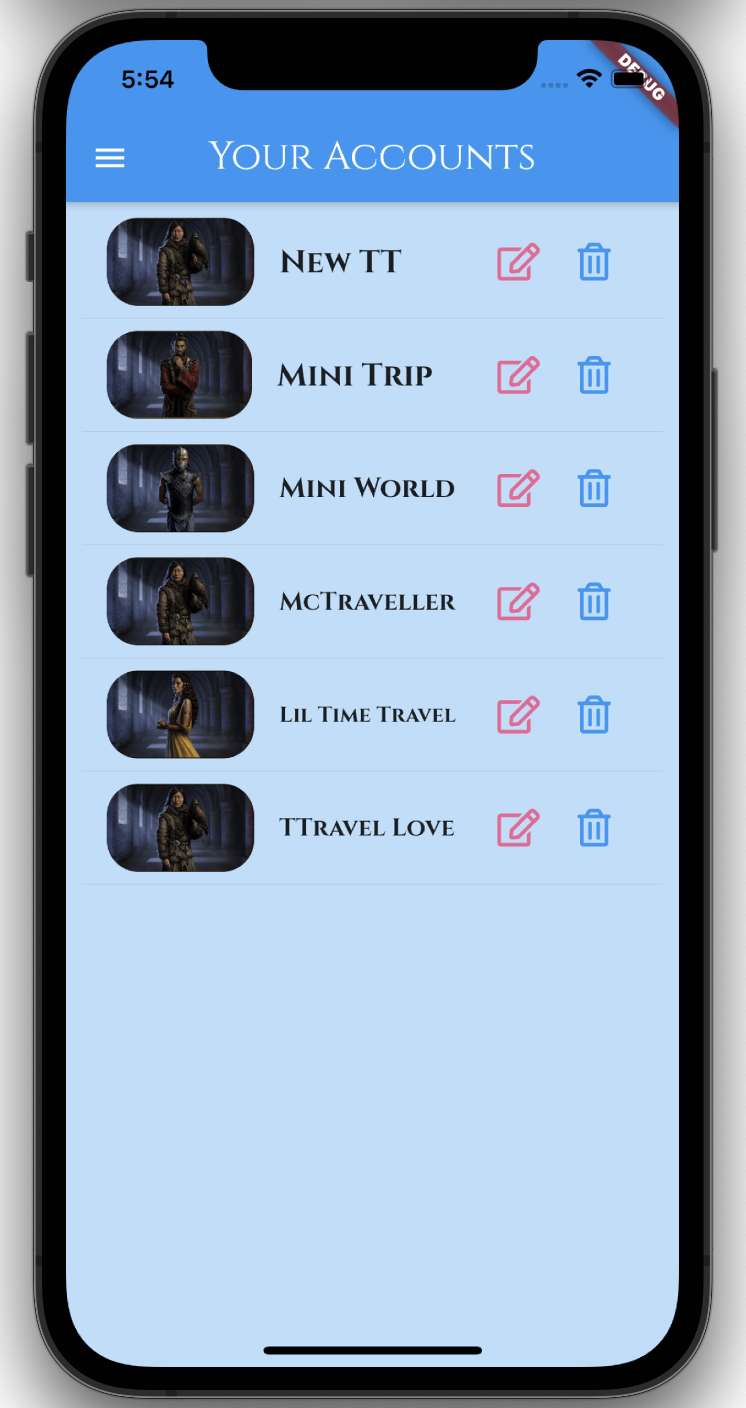 5:54
DEBUG
Your Accounts
New TT
Mini Trip
Mini World
McTraveller
Lil Time Travel
TTravel Love